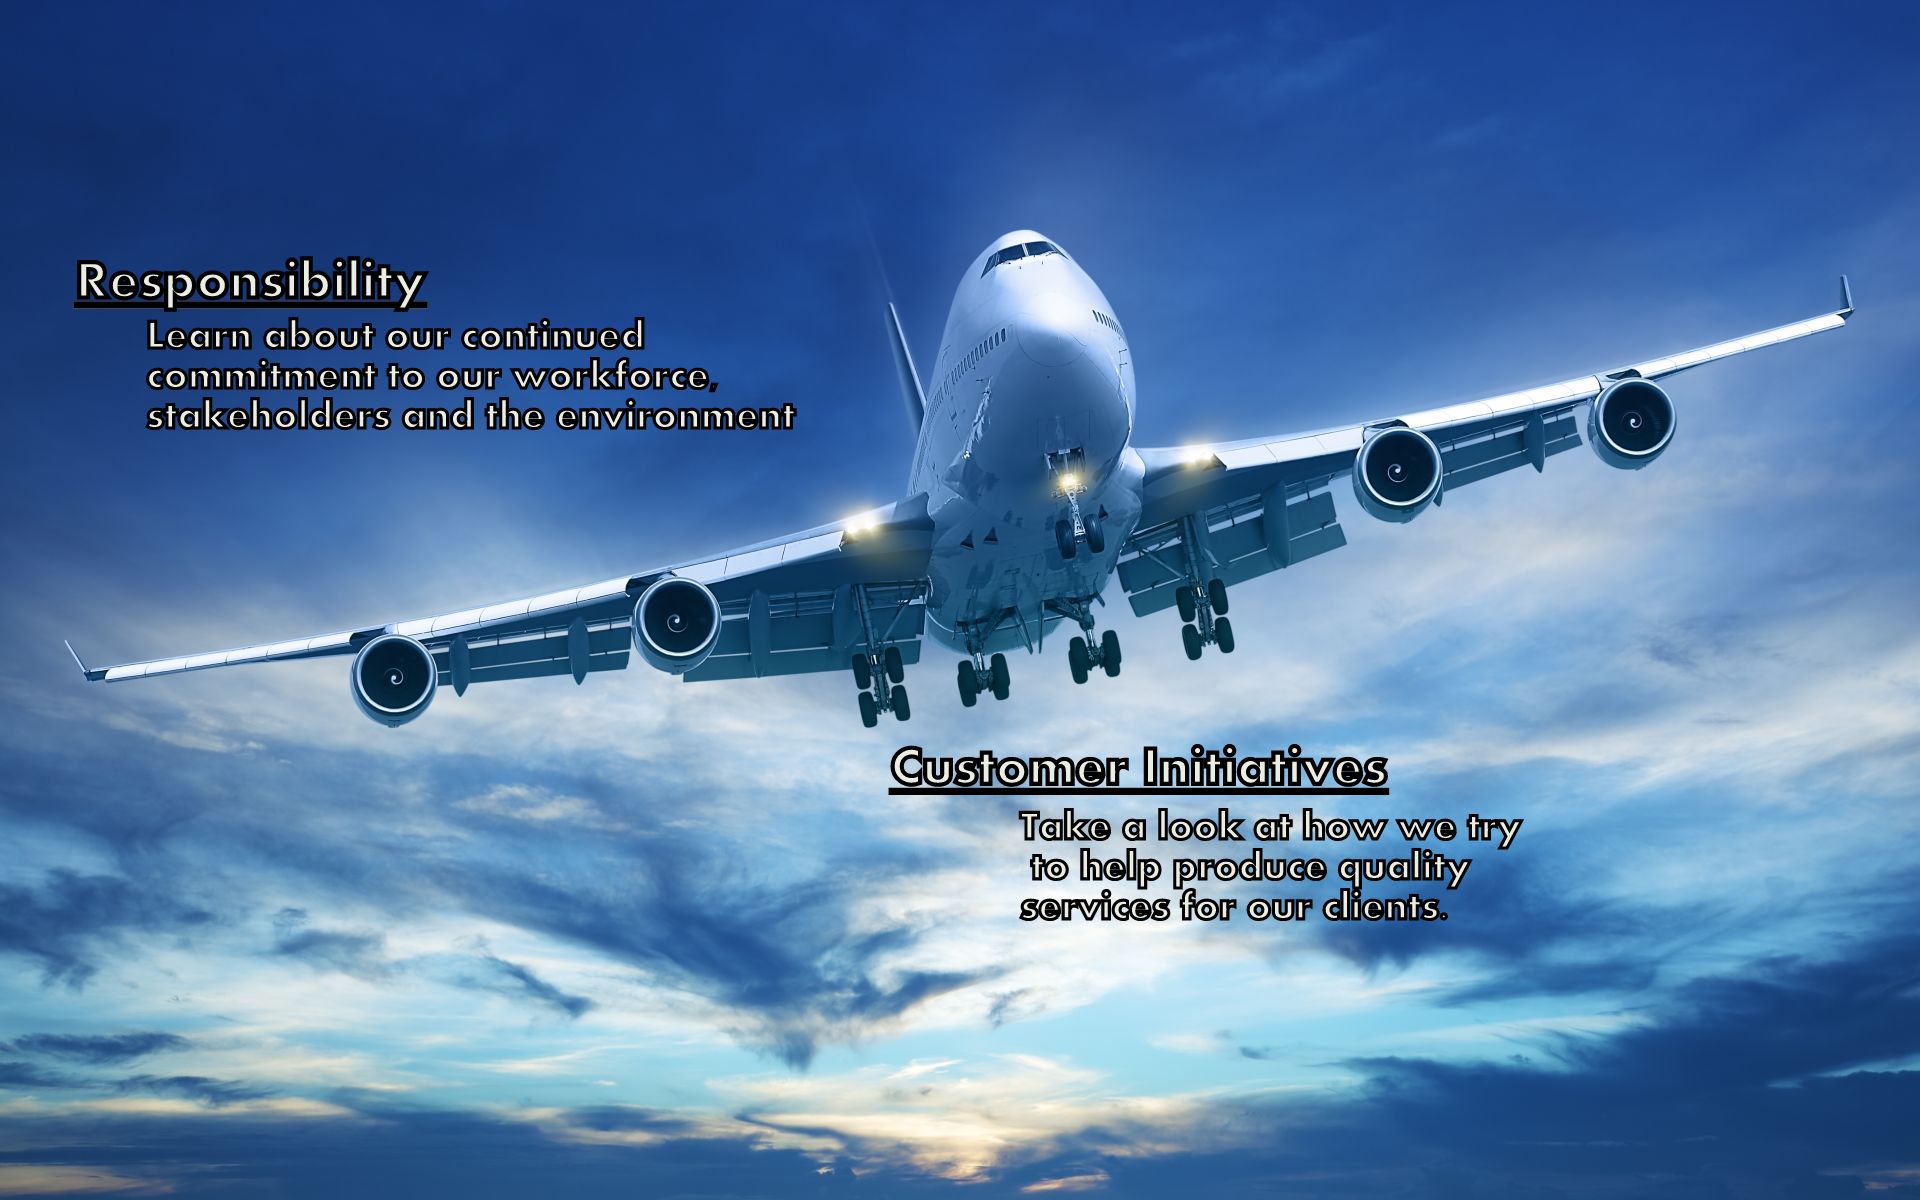 Responsibility
Learn about our continued
commitment to our workforce,
stakeholders and the environment
Customer Initiatives
Take a look at how we try
to help produce quality
services for our clients.